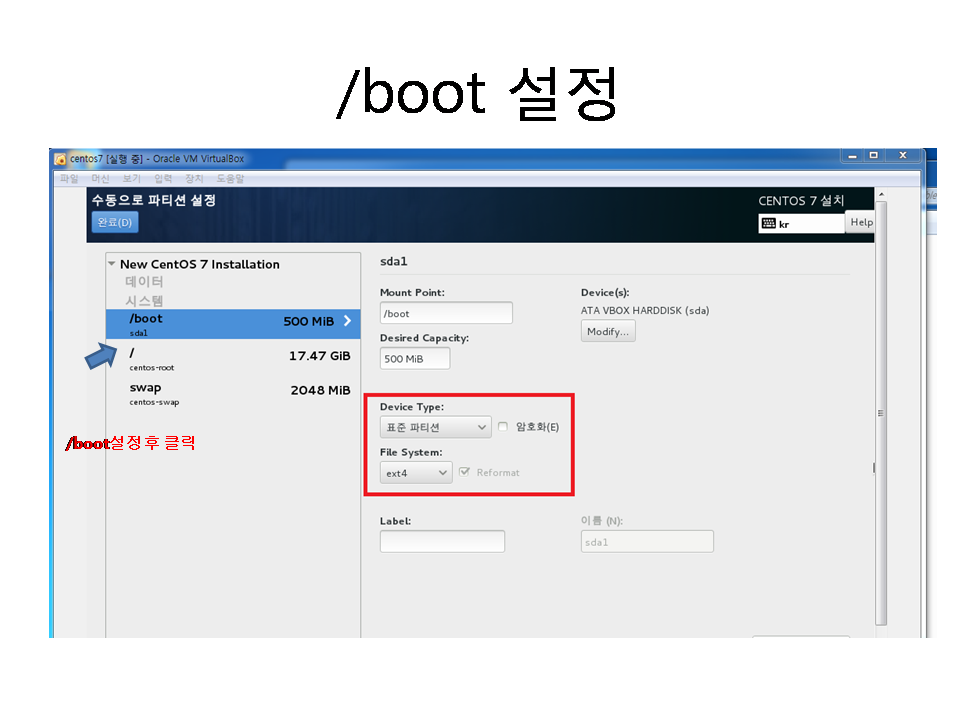 /boot 설정
centos7 [실행 중] - Oracle VM VirtualBox
파일 머신 보기 입력 장치 도움말
수동으로 파티션 설정
완료(D)
CENTOS 7 설치
kr
Help
New CentOS 7 Installation
데이터
시스템
/boot 500 MiB
sda1
/ 17.47 GiB
centos-root
swap 2048 MiB
centos-swap
/boot설정 후 클릭
sda1
Mount Point:
/boot
Desired Capacity:
500 MiB
Device(s):
ATA VBOX HARDDISK (sda)
Modify...
Device Type:
표준 파티션 암호화(E)
File System:
ext4 Reformat
Label:
이름 (N):
sda1